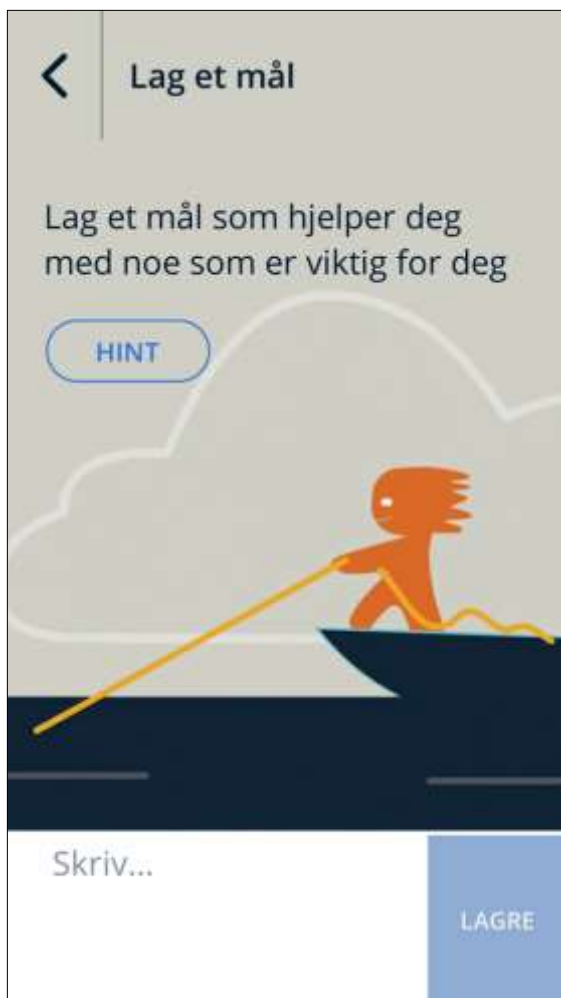 Lag et mål
Lag et mål som hjelper deg
med noe som er viktig for deg
HINT
Skriv...
LAGRE